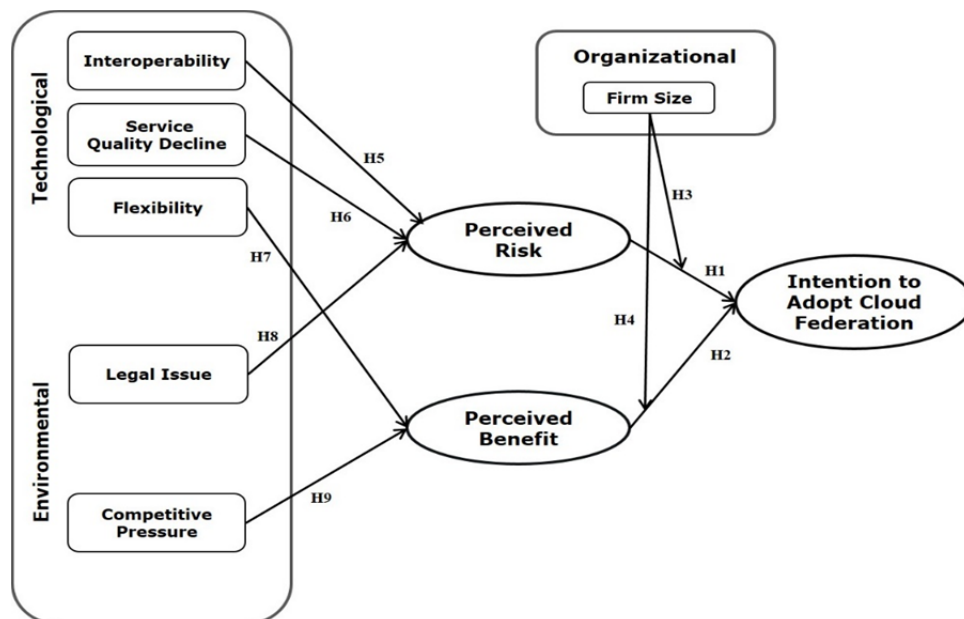 Technological
Interoperability
Service
Quality Decline
Flexibility
Environmental
Legal Issue
Competitive
Pressure
H5
H6
H7
H8
H9
Perceived
Risk
Perceived
Benefit
Organizational
Firm Size
H3
H4
H1
H2
Intention to
Adopt Cloud
Federation